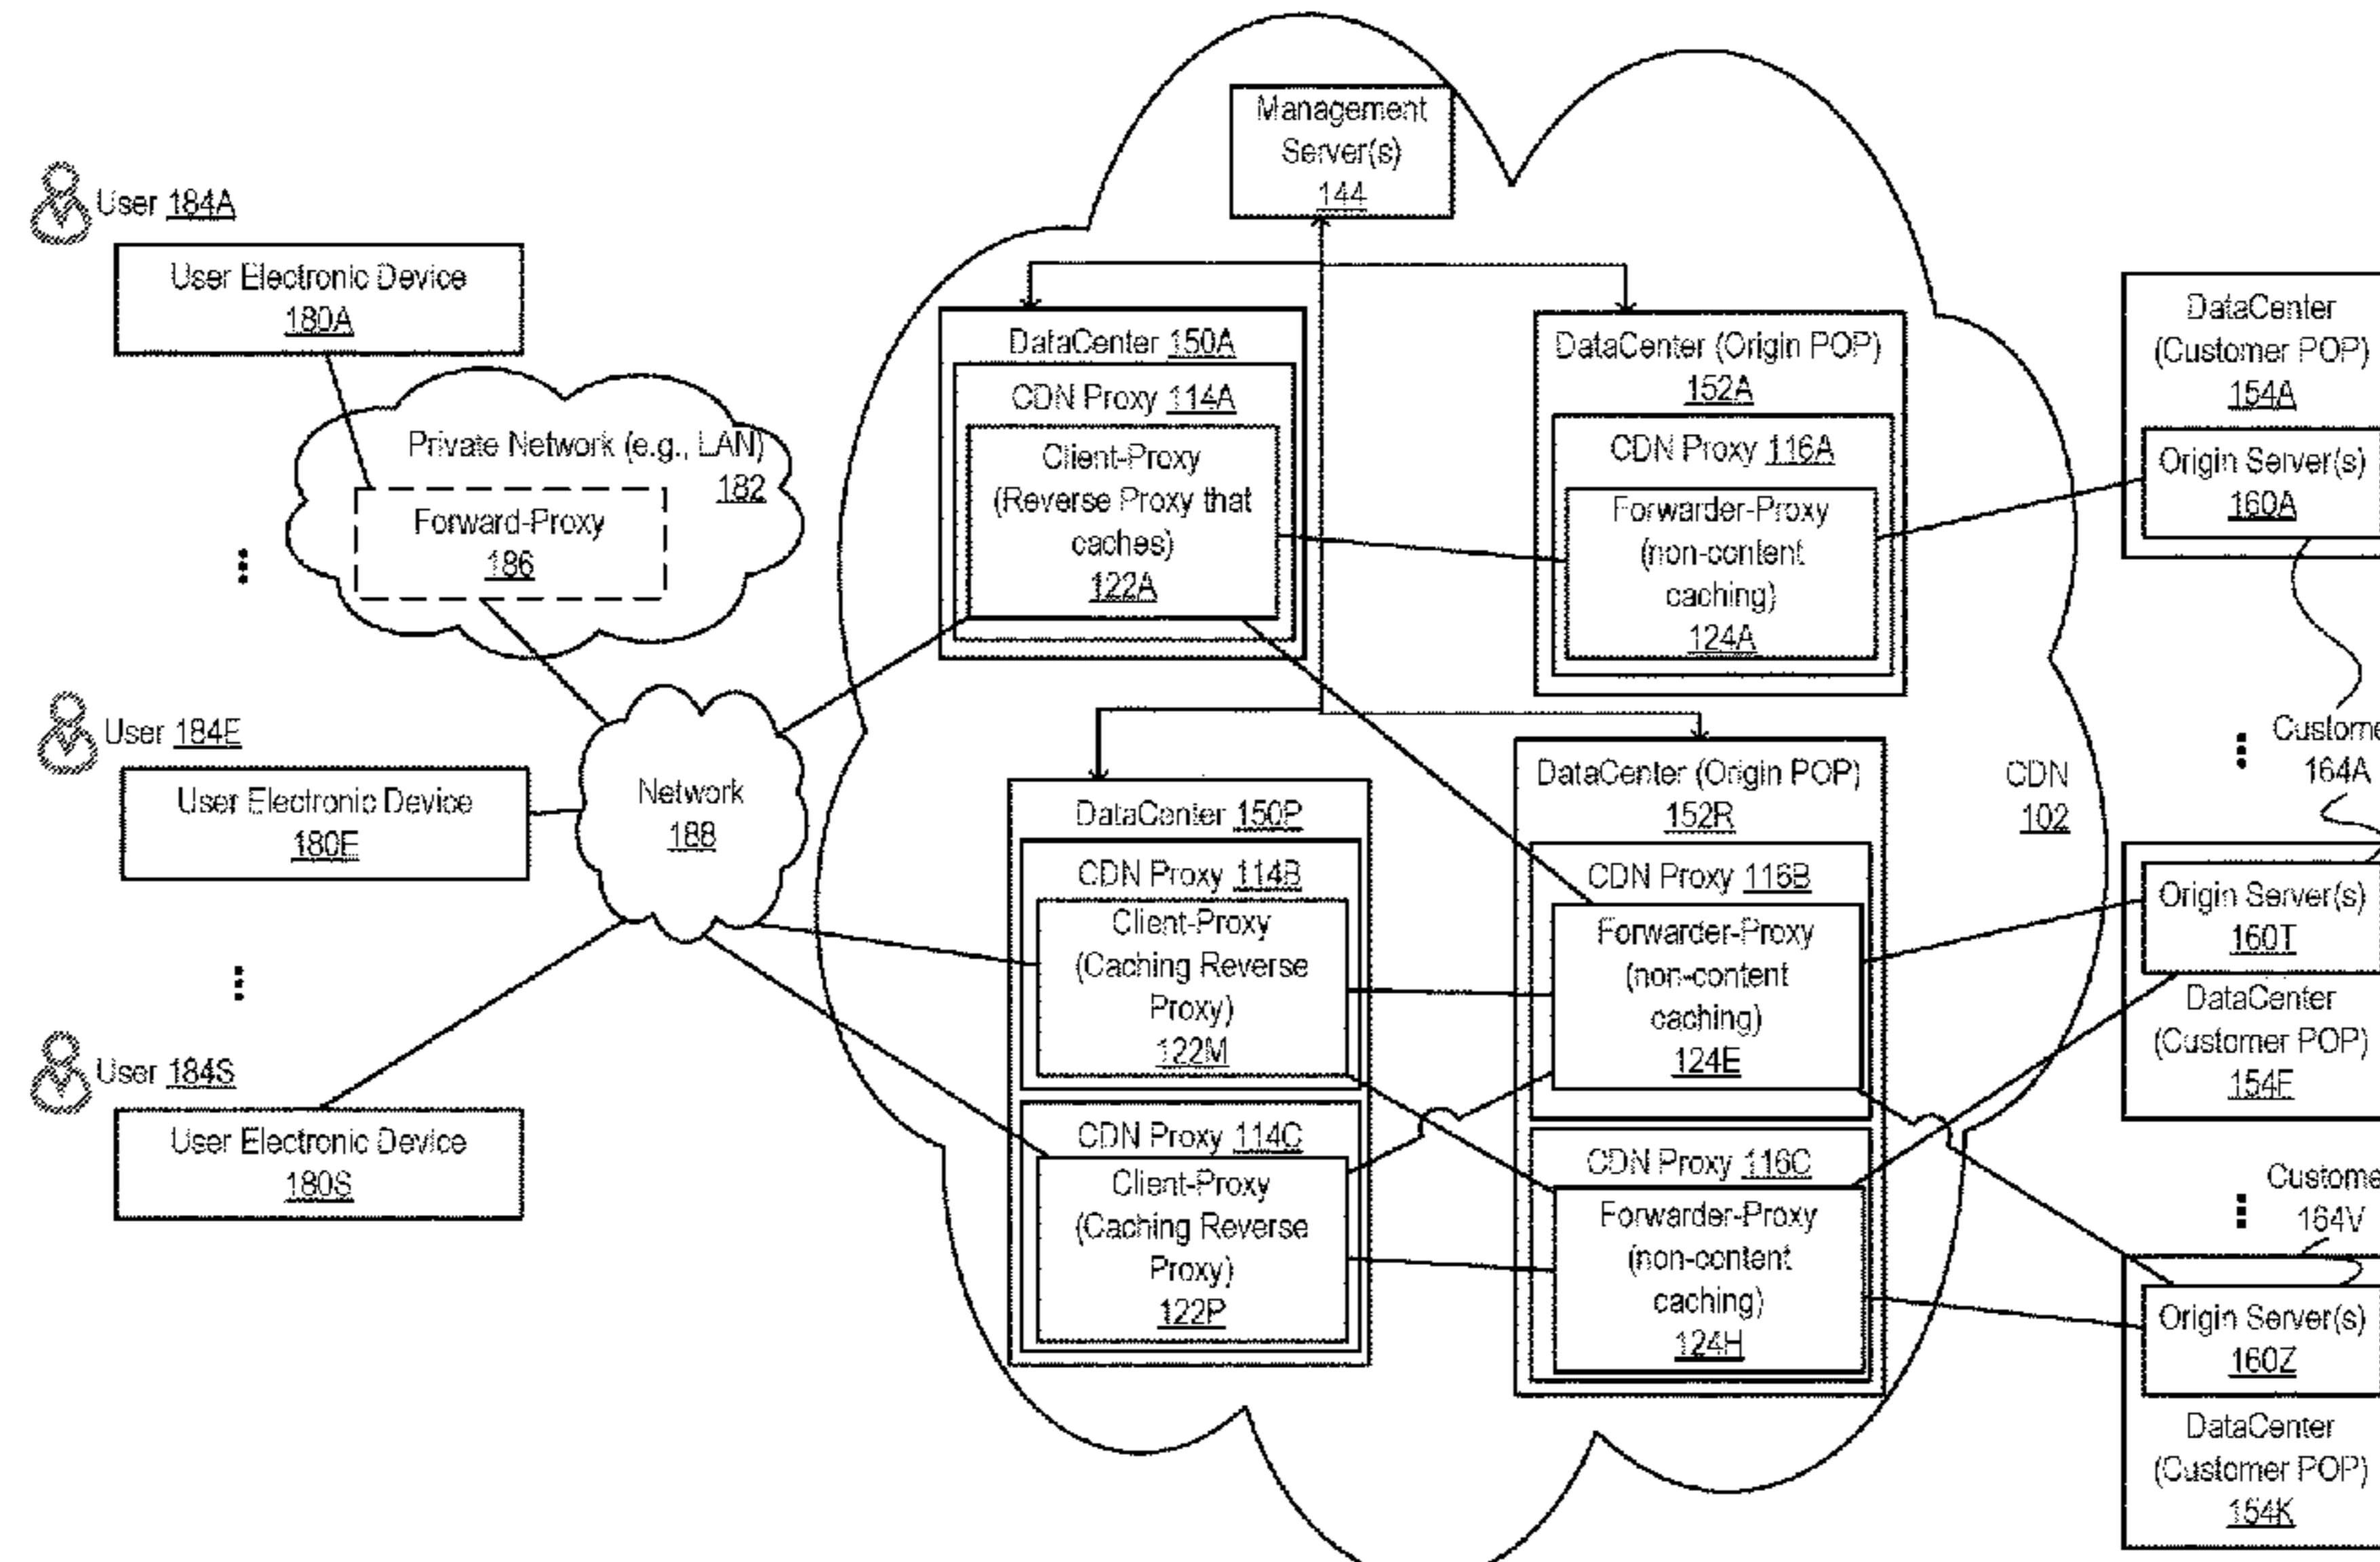 Management
Server(s)
144
User 184A
User Electronic Device
180A
Private Network (e.g., LAN)
182
Forward-Proxy
186
User 184E
User Electronic Device
180E
Network
188
User 184S
User Electronic Device
180S
DataCenter 150A
CDN Proxy 114A
Client-Proxy
(Reverse Proxy that
caches)
122A
DataCenter (Origin POP)
152A
CDN Proxy 116A
Forwarder-Proxy
(non-content
caching)
124A
DataCenter 150P
CDN Proxy 114B
Client-Proxy
(Caching Reverse
Proxy)
122M
CDN Proxy 114C
Client-Proxy
(Caching Reverse
Proxy)
122P
DataCenter (Origin POP)
152R
CDN Proxy 116B
Forwarder-Proxy
(non-content
caching)
124E
CDN Proxy 116C
Forwarder-Proxy
(non-content
caching)
124H
CDN
102
DataCenter
(Customer POP)
154A
Origin Server(s)
160A
164A
Origin Server(s)
160T
DataCenter
(Customer POP)
154E
164V
Origin Server(s)
160Z
DataCenter
(Customer POP)
154K